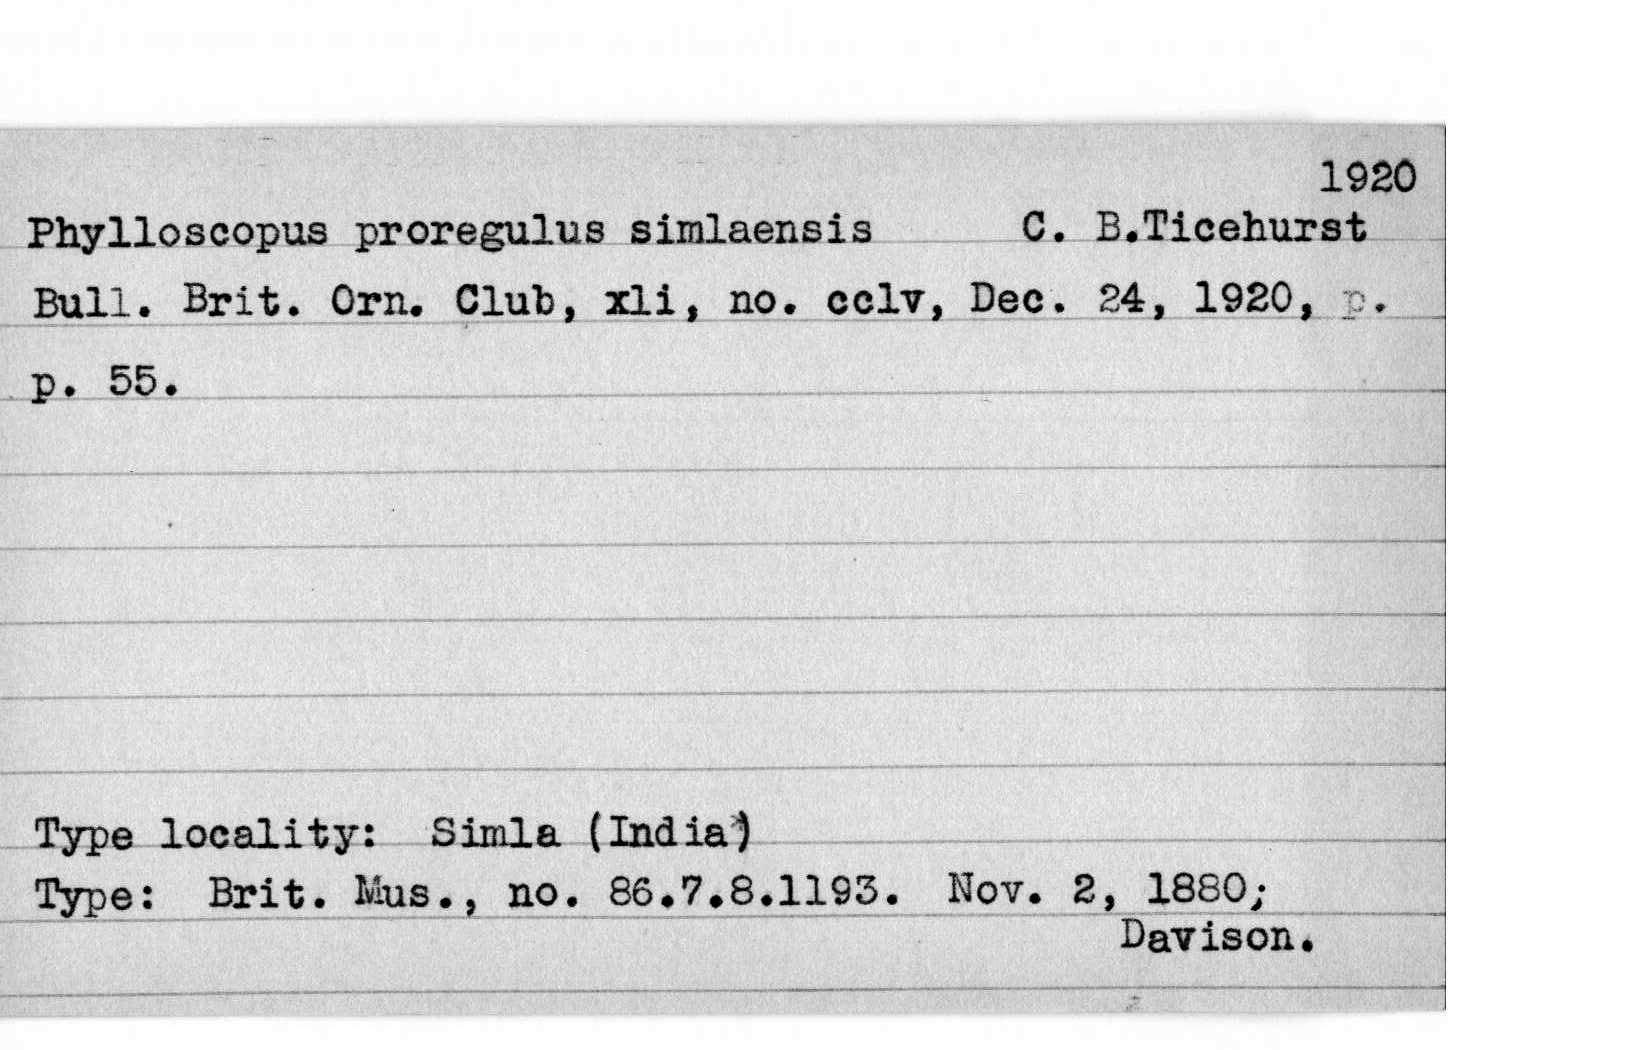 1920
Phylloscopus proregulus simlaensis C. B.Ticehurst
Bull. Brit. Orn. Club, xli, no. cclv, Dec. 24, 1920, p.
p. 55.
Type locality: Simla (India)
Type: Brit. Mus., no. 86.7.8.1193. Nov. 2, 1880;
Davison.